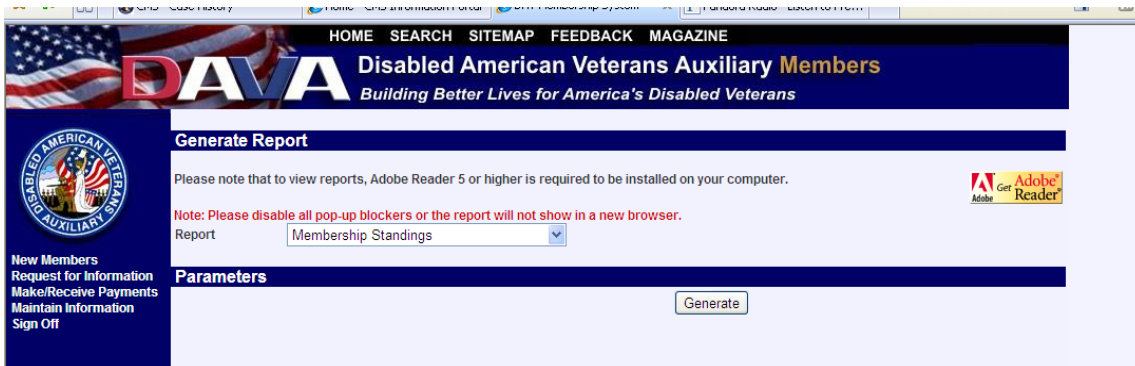 HOME SEARCH SITEMAP FEEDBACK MAGAZINE
DAVA
Disabled American Veterans Auxiliary Members
Building Better Lives for America's Disabled Veterans
DISABLED AMERICAN VETERANS
AUXILIARY
New Members
Request for Information
Make/Receive Payments
Maintain Information
Sign Off
Generate Report
Please note that to view reports, Adobe Reader 5 or higher is required to be installed on your computer.
Adobe
Get Adobe®
Reader®
Note: Please disable all pop-up blockers or the report will not show in a new browser.
Report Membership Standings
Parameters
Generate